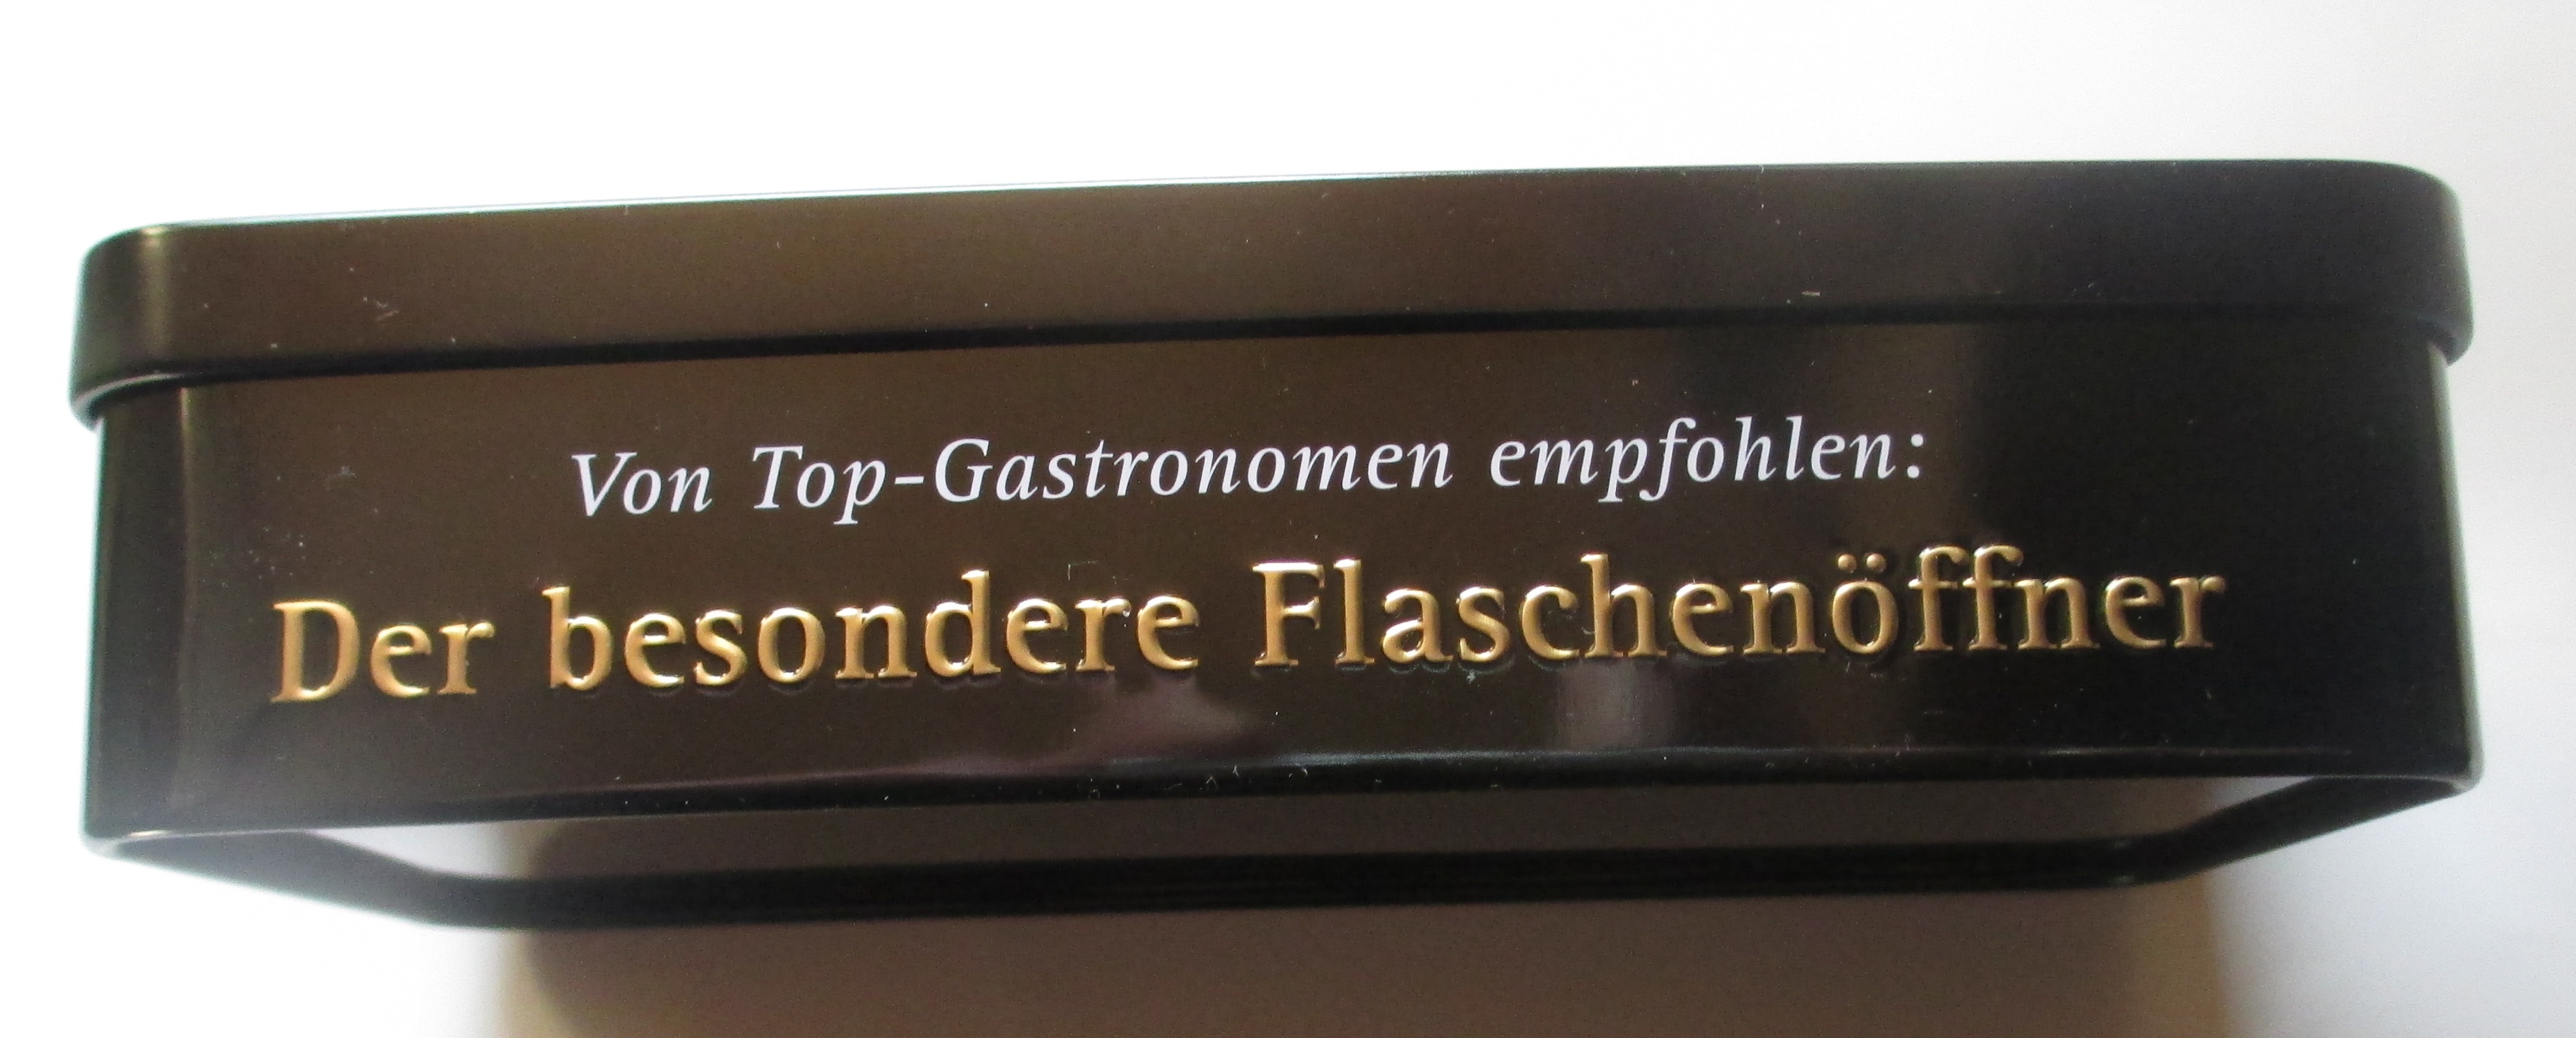 Von Top-Gastronomen empfohlen:
Der besondere Flaschenöffner